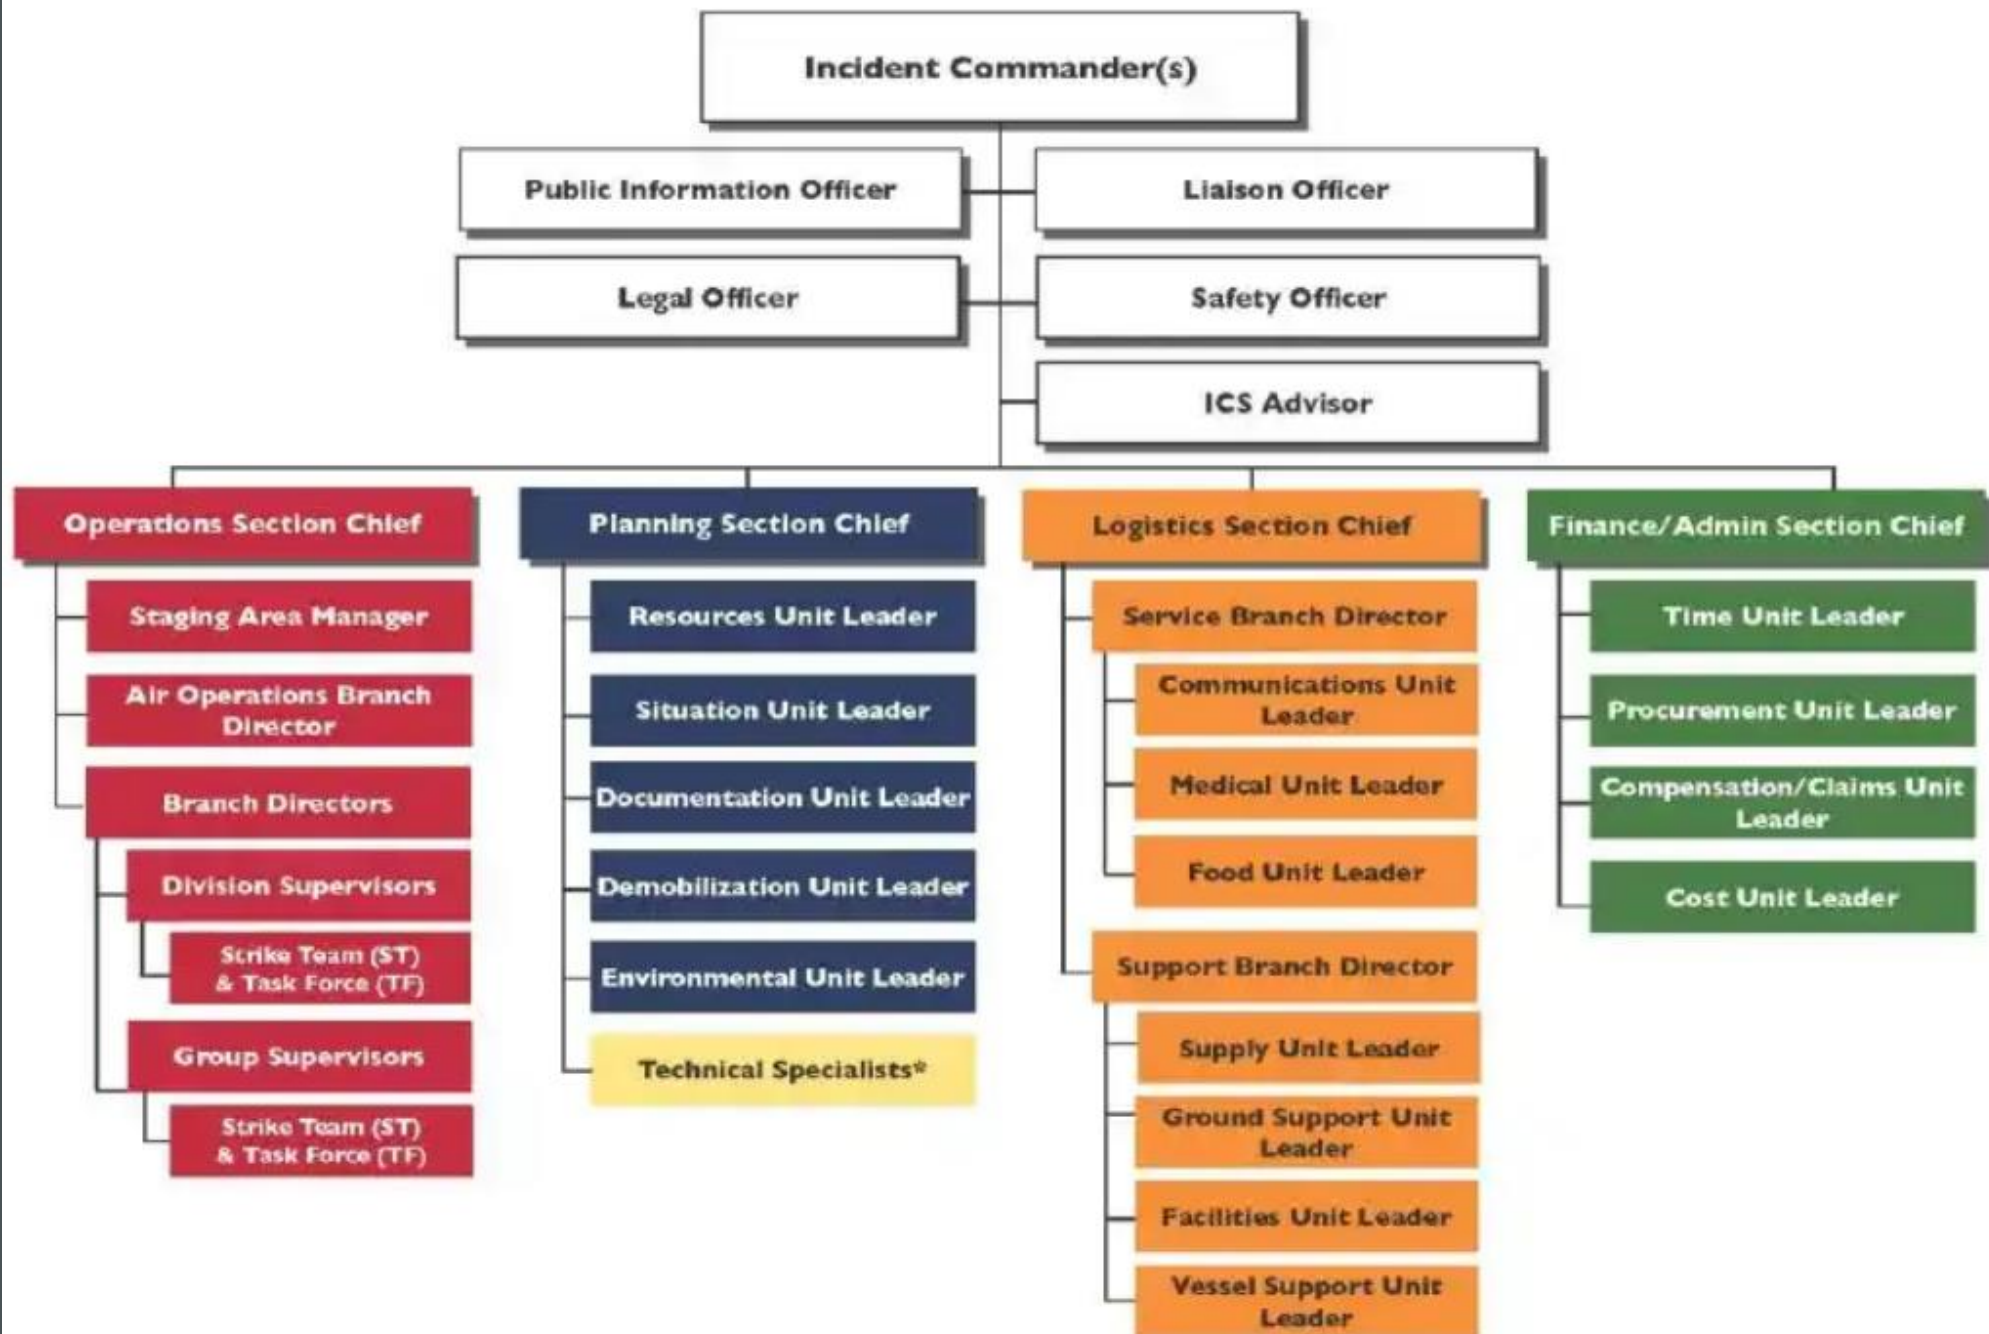 Incident Commander(s)
Public Information Officer
Liaison Officer
Legal Officer
Safety Officer
ICS Advisor
Operations Section Chief
Staging Area Manager
Air Operations Branch
Director
Branch Directors
Division Supervisors
Strike Team (ST)
& Task Force (TF)
Group Supervisors
Strike Team (ST)
& Task Force (TF)
Planning Section Chief
Resources Unit Leader
Situation Unit Leader
Documentation Unit Leader
Demobilization Unit Leader
Environmental Unit Leader
Technical Specialists*
Logistics Section Chief
Service Branch Director
Communications Unit
Leader
Medical Unit Leader
Food Unit Leader
Support Branch Director
Supply Unit Leader
Ground Support Unit
Leader
Facilities Unit Leader
Vessel Support Unit
Leader
Finance/Admin Section Chief
Time Unit Leader
Procurement Unit Leader
Compensation/Claims Unit
Leader
Cost Unit Leader